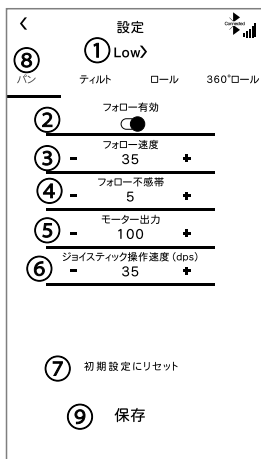 < 設定 Connected
① Low〉
⑧
パン ティルト ロール 360°ロール
フォロー有効
②
フォロー速度
③ - 35 +
フォロー不感帯
④ - 5 +
モーター出力
⑤ - 100 +
ジョイスティック操作速度(dps)
⑥ - 35 +
⑦ 初期設定にリセット
⑨ 保存